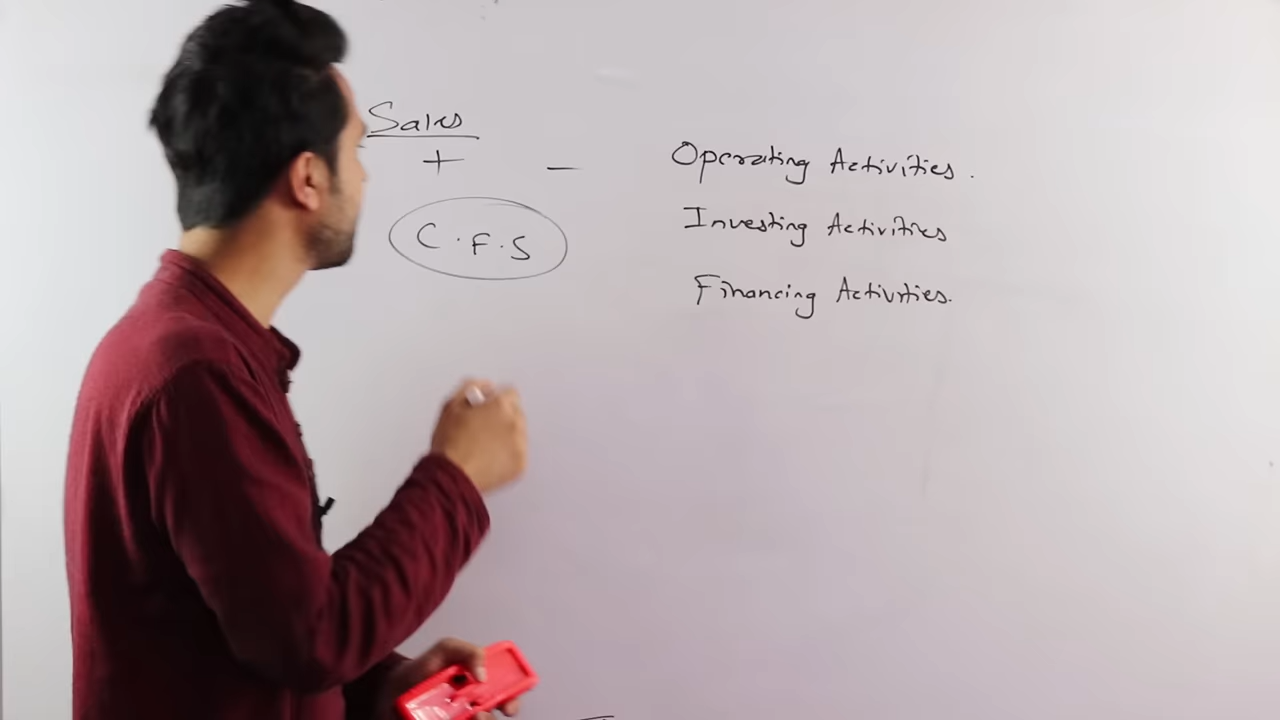 Sales
+ —
C.F.S
Operating Activities.
Investing Activities
Financing Activities.